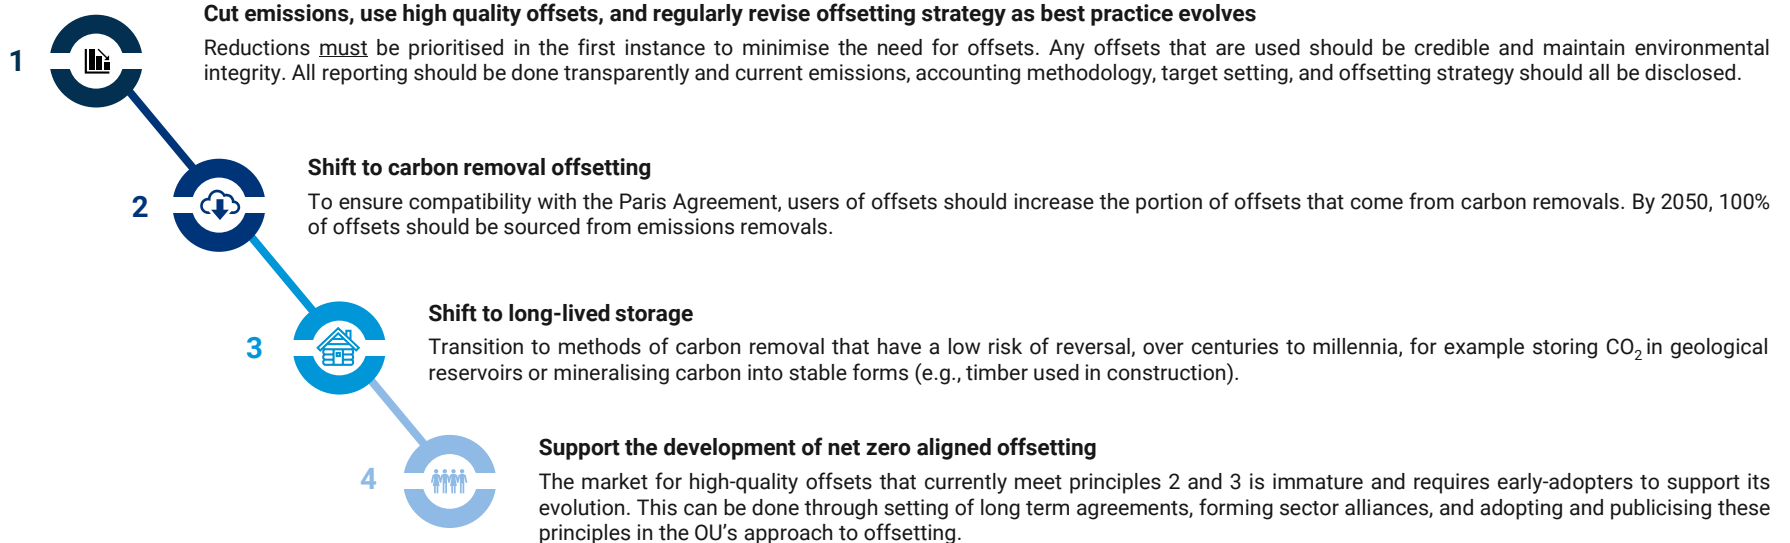 Cut emissions, use high quality offsets, and regularly revise offsetting strategy as best practice evolves
1
Reductions must be prioritised in the first instance to minimise the need for offsets. Any offsets that are used should be credible and maintain environmental
integrity. All reporting should be done transparently and current emissions, accounting methodology, target setting, and offsetting strategy should all be disclosed.
Shift to carbon removal offsetting
2
To ensure compatibility with the Paris Agreement, users of offsets should increase the portion of offsets that come from carbon removals. By 2050, 100%
of offsets should be sourced from emissions removals.
Shift to long-lived storage
3
Transition to methods of carbon removal that have a low risk of reversal, over centuries to millennia, for example storing CO₂ in geological
reservoirs or mineralising carbon into stable forms (e.g., timber used in construction).
Support the development of net zero aligned offsetting
4
The market for high-quality offsets that currently meet principles 2 and 3 is immature and requires early-adopters to support its
evolution. This can be done through setting of long term agreements, forming sector alliances, and adopting and publicising these
principles in the OU's approach to offsetting.